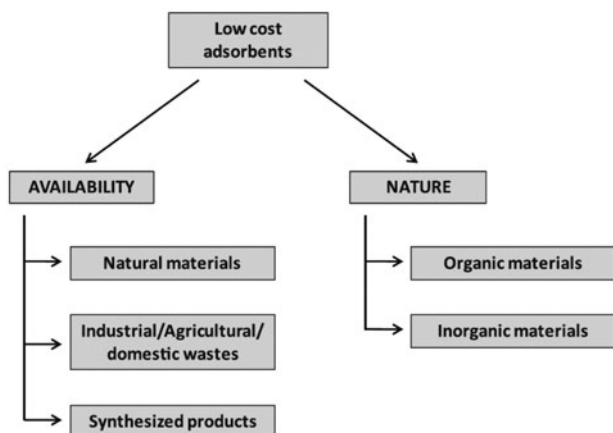 Low cost
adsorbents
AVAILABILITY
Natural materials
Industrial/Agricultural/
domestic wastes
Synthesized products
NATURE
Organic materials
Inorganic materials